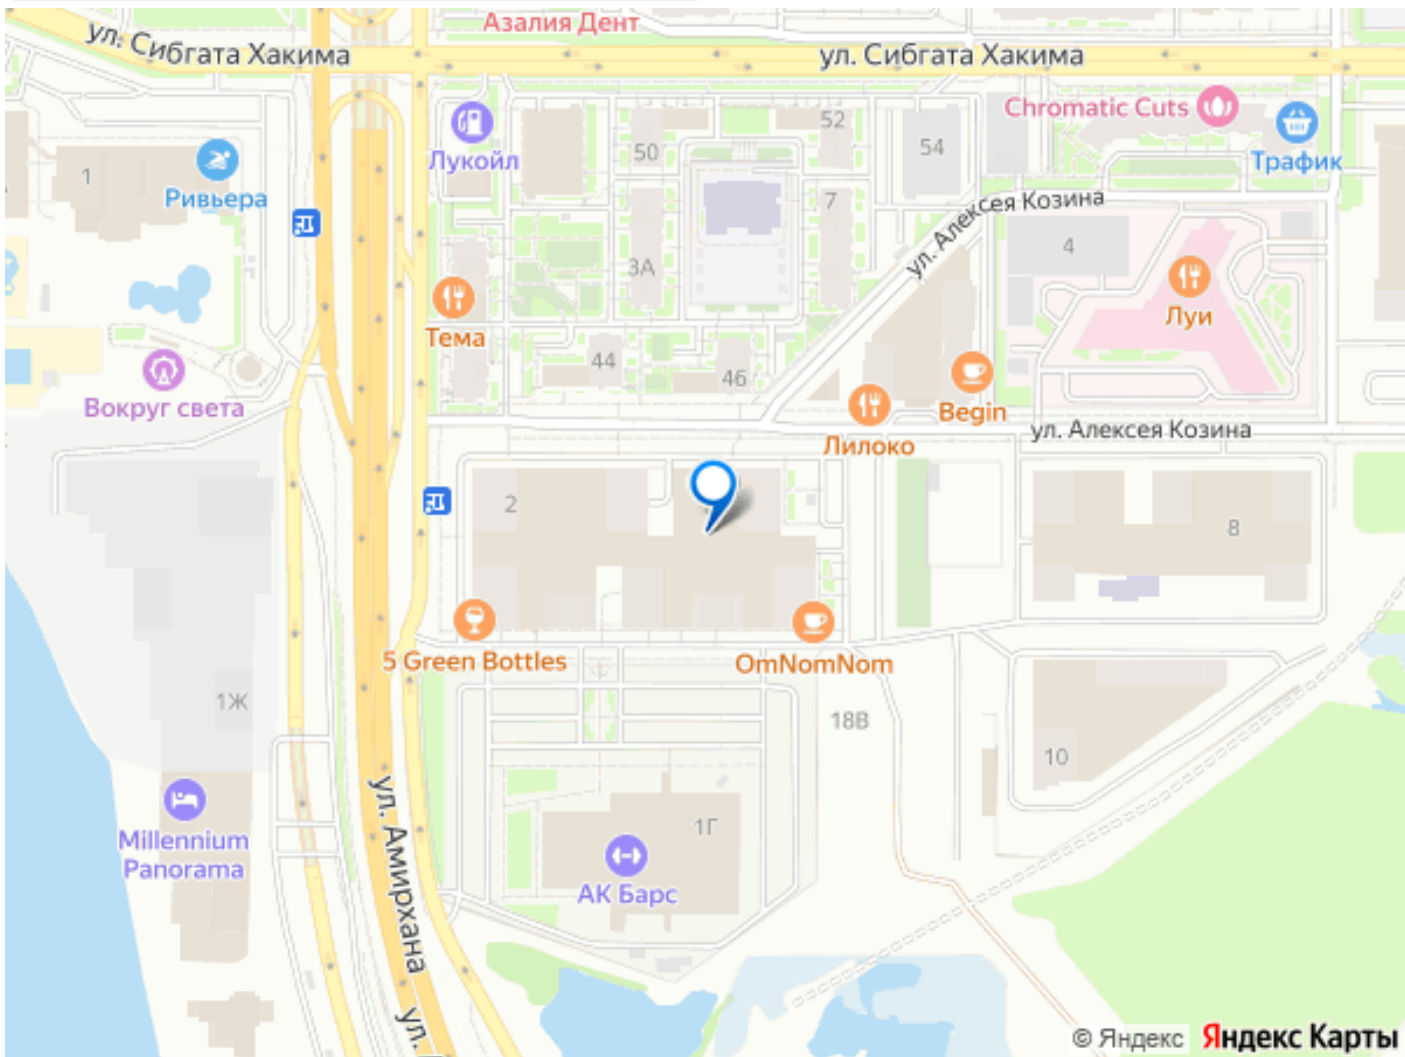 Азалия Дент
ул. Сибгата Хакима
ул. Сибгата Хакима
Chromatic Cuts
Лукойл
50
52
54
Трафик
1
Ривьера
7
ул. Алексея Козина
4
3А
Тема
Луи
44
46
Вокруг света
Begin
Лилоко
ул. Алексея Козина
2
8
5 Green Bottles
OmNomNom
1Ж
18В
10
Millennium
Panorama
ул. Амирхана
1Г
АК Барс
ул.
© Яндекс Яндекс Карты